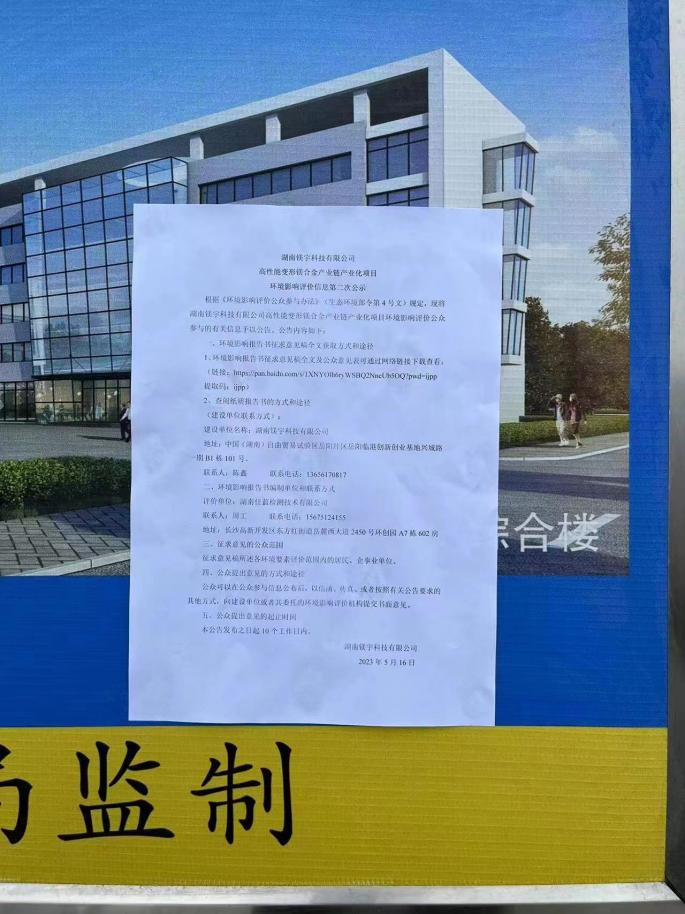 湖南镁宇科技有限公司
高性能变形镁合金产业链产业化项目
环境影响评价信息第二次公示
根据《环境影响评价公众参与办法》（生态环境部令第4号文）规定，现将
湖南镁宇科技有限公司高性能变形镁合金产业链产业化项目环境影响评价公众
参与的有关信息予以公告。公告内容如下：
一、环境影响报告书征求意见稿全文获取方式和途径
1、环境影响报告书征求意见稿全文及公众意见表可通过网络链接下载查看：
（链接：https://pan.baidu.com/s/1XNYOlh6ryWSBQ2NneUb5OQ?pwd=ijpp
提取码：ijpp）
2、查阅纸质报告书的方式和途径
（建设单位联系方式）：
建设单位名称：湖南镁宇科技有限公司
地址：中国（湖南）自由贸易试验区岳阳片区岳阳临港创新创业基地兴城路
一期B1栋101号。
联系人：陈鑫 联系电话：13656170817
二、环境影响报告书编制单位和联系方式
评价单位：湖南佳蓝检测技术有限公司
联系人：周工 联系电话：15675124155
地址：长沙高新开发区东方红街道岳麓西大道2450号环创园A7栋602房
三、征求意见的公众范围
征求意见稿所述各环境要素评价范围内的居民、企事业单位。
四、公众提出意见的方式和途径
公众可以在公众参与信息公布后，以信函、传真、或者按照有关公告要求的
其他方式，向建设单位或者其委托的环境影响评价机构提交书面意见。
五、公众提出意见的起止时间
本公告发布之日起10个工作日内。
湖南镁宇科技有限公司
2023年5月16日
综合楼
局监制